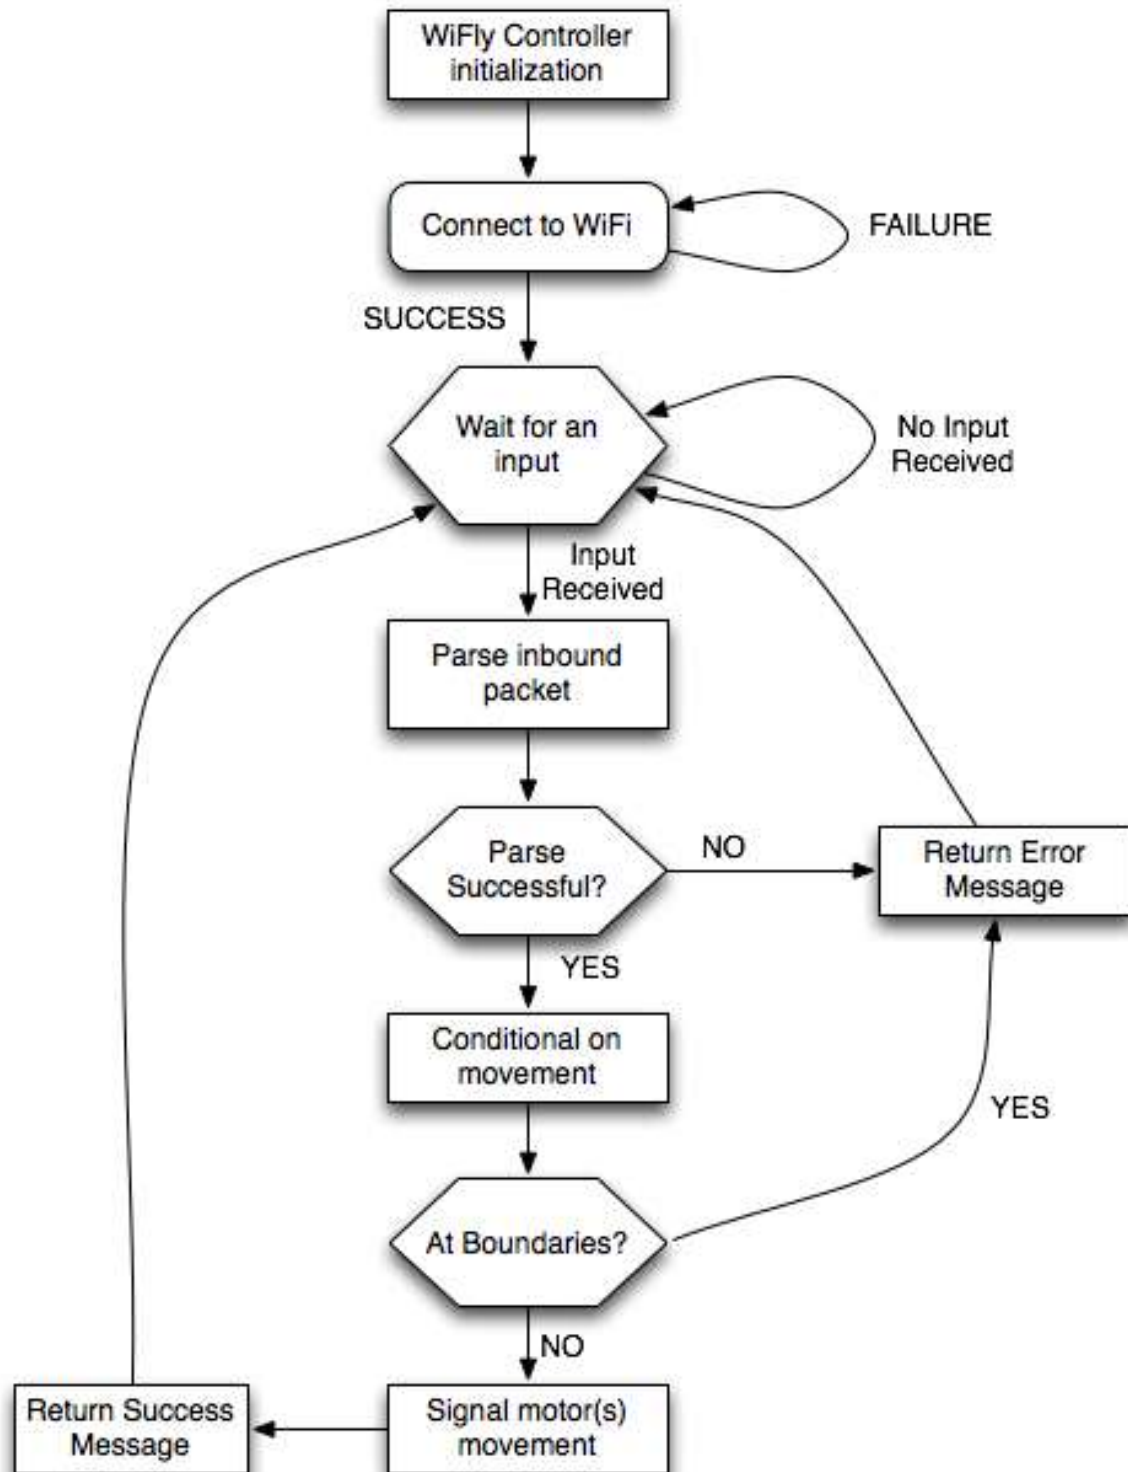 WiFly Controller
initialization
Connect to WiFi
FAILURE
SUCCESS
Wait for an
input
No Input
Received
Input
Received
Parse inbound
packet
Parse
Successful?
NO
Return Error
Message
YES
Conditional on
movement
YES
At Boundaries?
NO
Return Success
Message
Signal motor(s)
movement